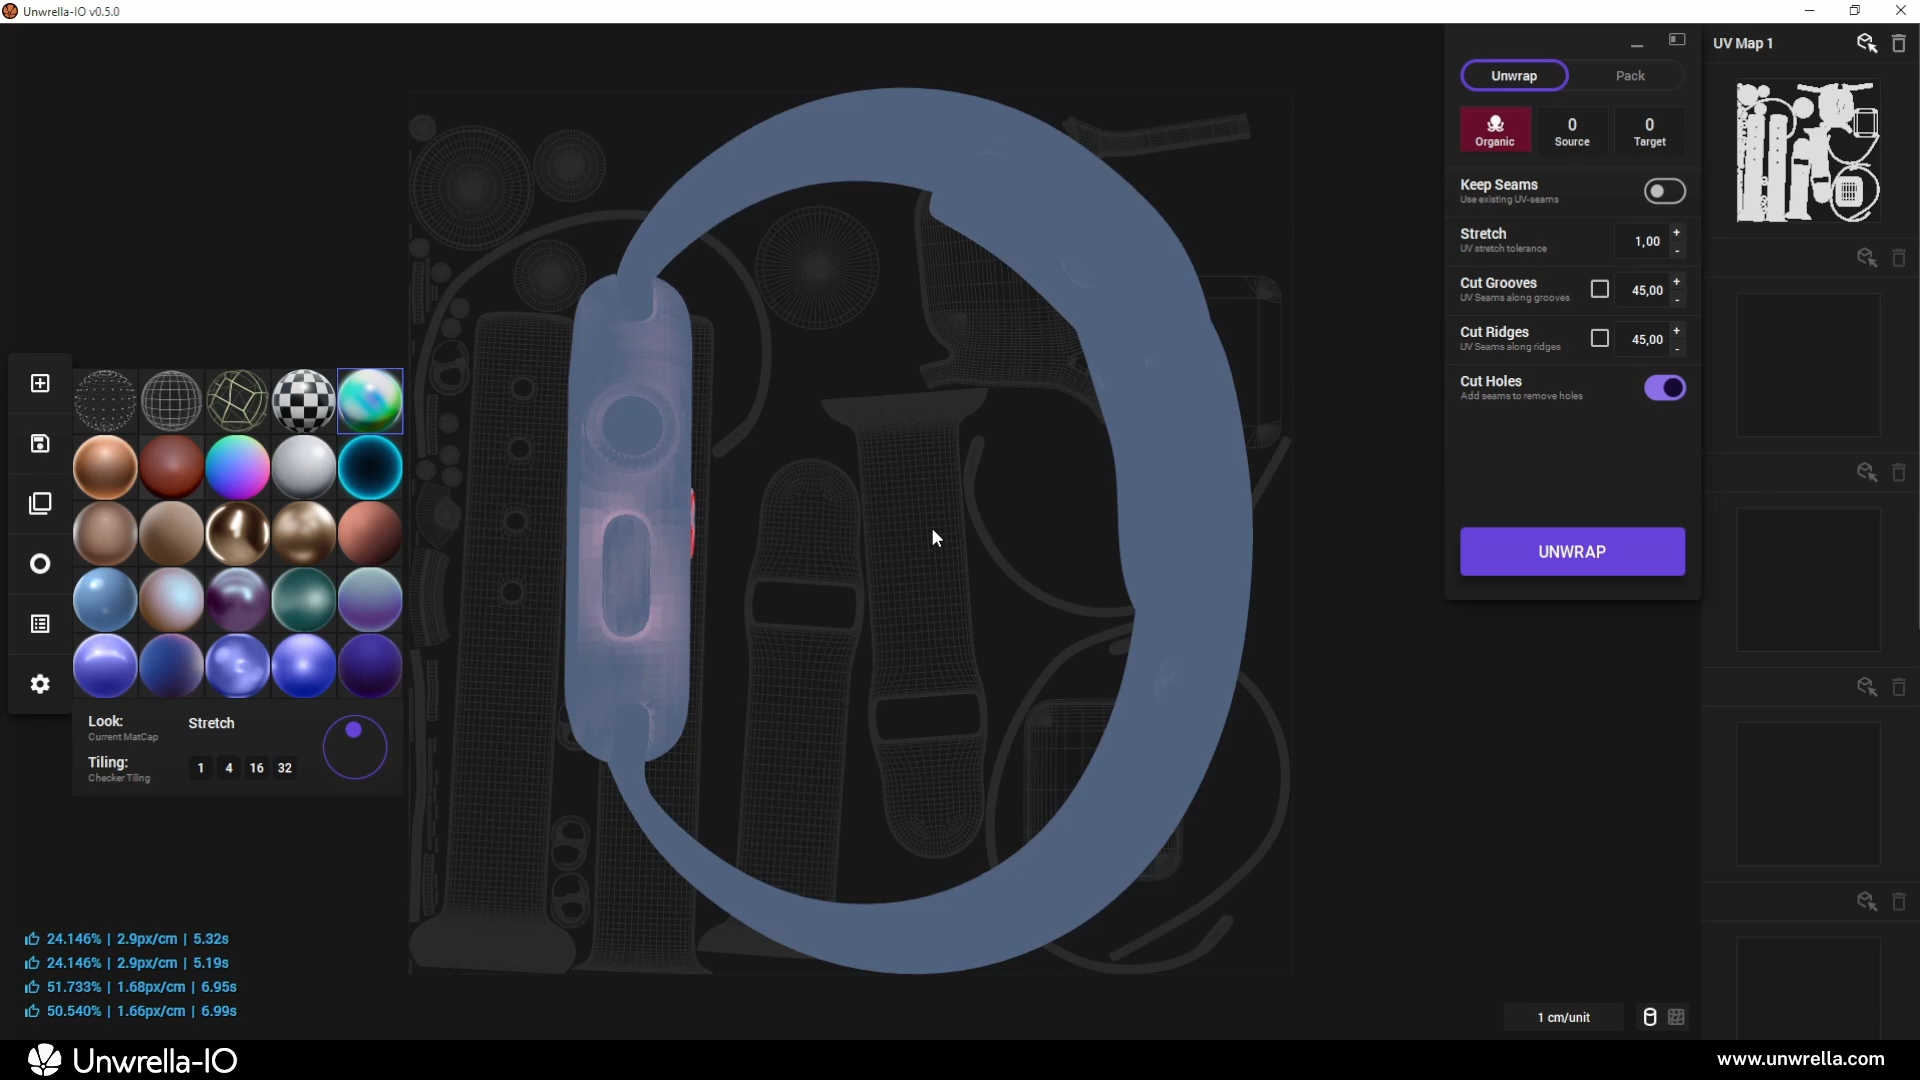 Unwrella-IO v0.5.0
UV Map 1
Unwrap
Pack
Organic
0
Source
0
Target
Keep Seams
Use existing UV-seams
Stretch
UV stretch tolerance
1,00
+
-
Cut Grooves
UV Seams along grooves
45,00
+
-
Cut Ridges
UV Seams along ridges
45,00
+
-
Cut Holes
Add seams to remove holes
UNWRAP
Look:
Current MatCap
Stretch
Tiling:
Checker Tiling
1
4
16
32
24.146% | 2.9px/cm | 5.32s
24.146% | 2.9px/cm | 5.19s
51.733% | 1.68px/cm | 6.95s
50.540% | 1.66px/cm | 6.99s
1 cm/unit
Unwrella-IO
www.unwrella.com